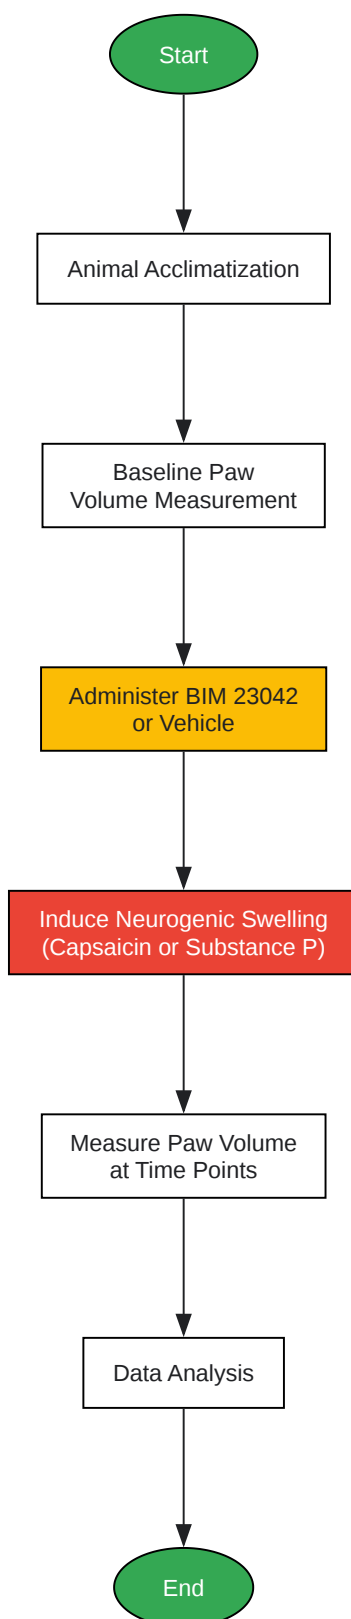 Start
Animal Acclimatization
Baseline Paw
Volume Measurement
Administer BIM 23042
or Vehicle
Induce Neurogenic Swelling
(Capsaicin or Substance P)
Measure Paw Volume
at Time Points
Data Analysis
End